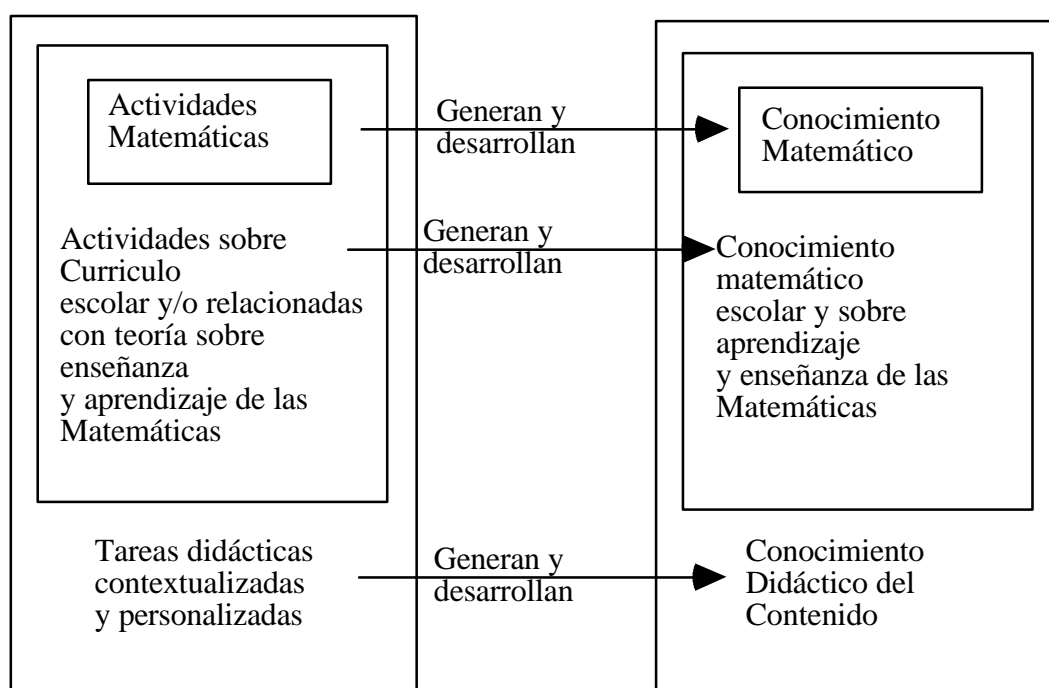 Actividades
Matemáticas
Generan y
desarrollan
Conocimiento
Matemático
Actividades sobre
Curriculo
escolar y/o relacionadas
con teoría sobre
enseñanza
y aprendizaje de las
Matemáticas
Generan y
desarrollan
Conocimiento
matemático
escolar y sobre
aprendizaje
y enseñanza de las
Matemáticas
Tareas didácticas
contextualizadas
y personalizadas
Generan y
desarrollan
Conocimiento
Didáctico del
Contenido